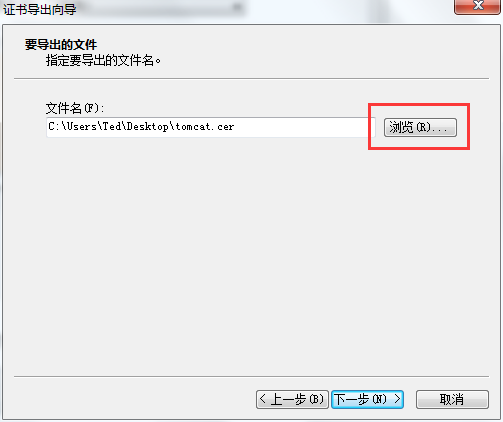 证书导出向导
要导出的文件
指定要导出的文件名。
文件名(F):
C:\Users\Ted\Desktop\tomcat.cer
浏览(R)...
< 上一步(B)
下一步(N) >
取消